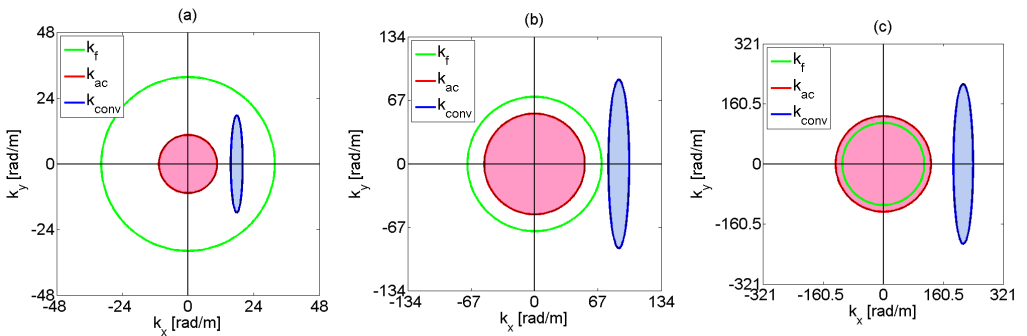 (a)
48
24
0
-24
-48
-48 -24 0 24 48
k_y [rad/m]
k_x [rad/m]
k_f
k_ac
k_conv
(b)
134
67
0
-67
-134
-134 -67 0 67 134
k_y [rad/m]
k_x [rad/m]
k_f
k_ac
k_conv
(c)
321
160.5
0
-160.5
-321
-321 -160.5 0 160.5 321
k_y [rad/m]
k_x [rad/m]
k_f
k_ac
k_conv